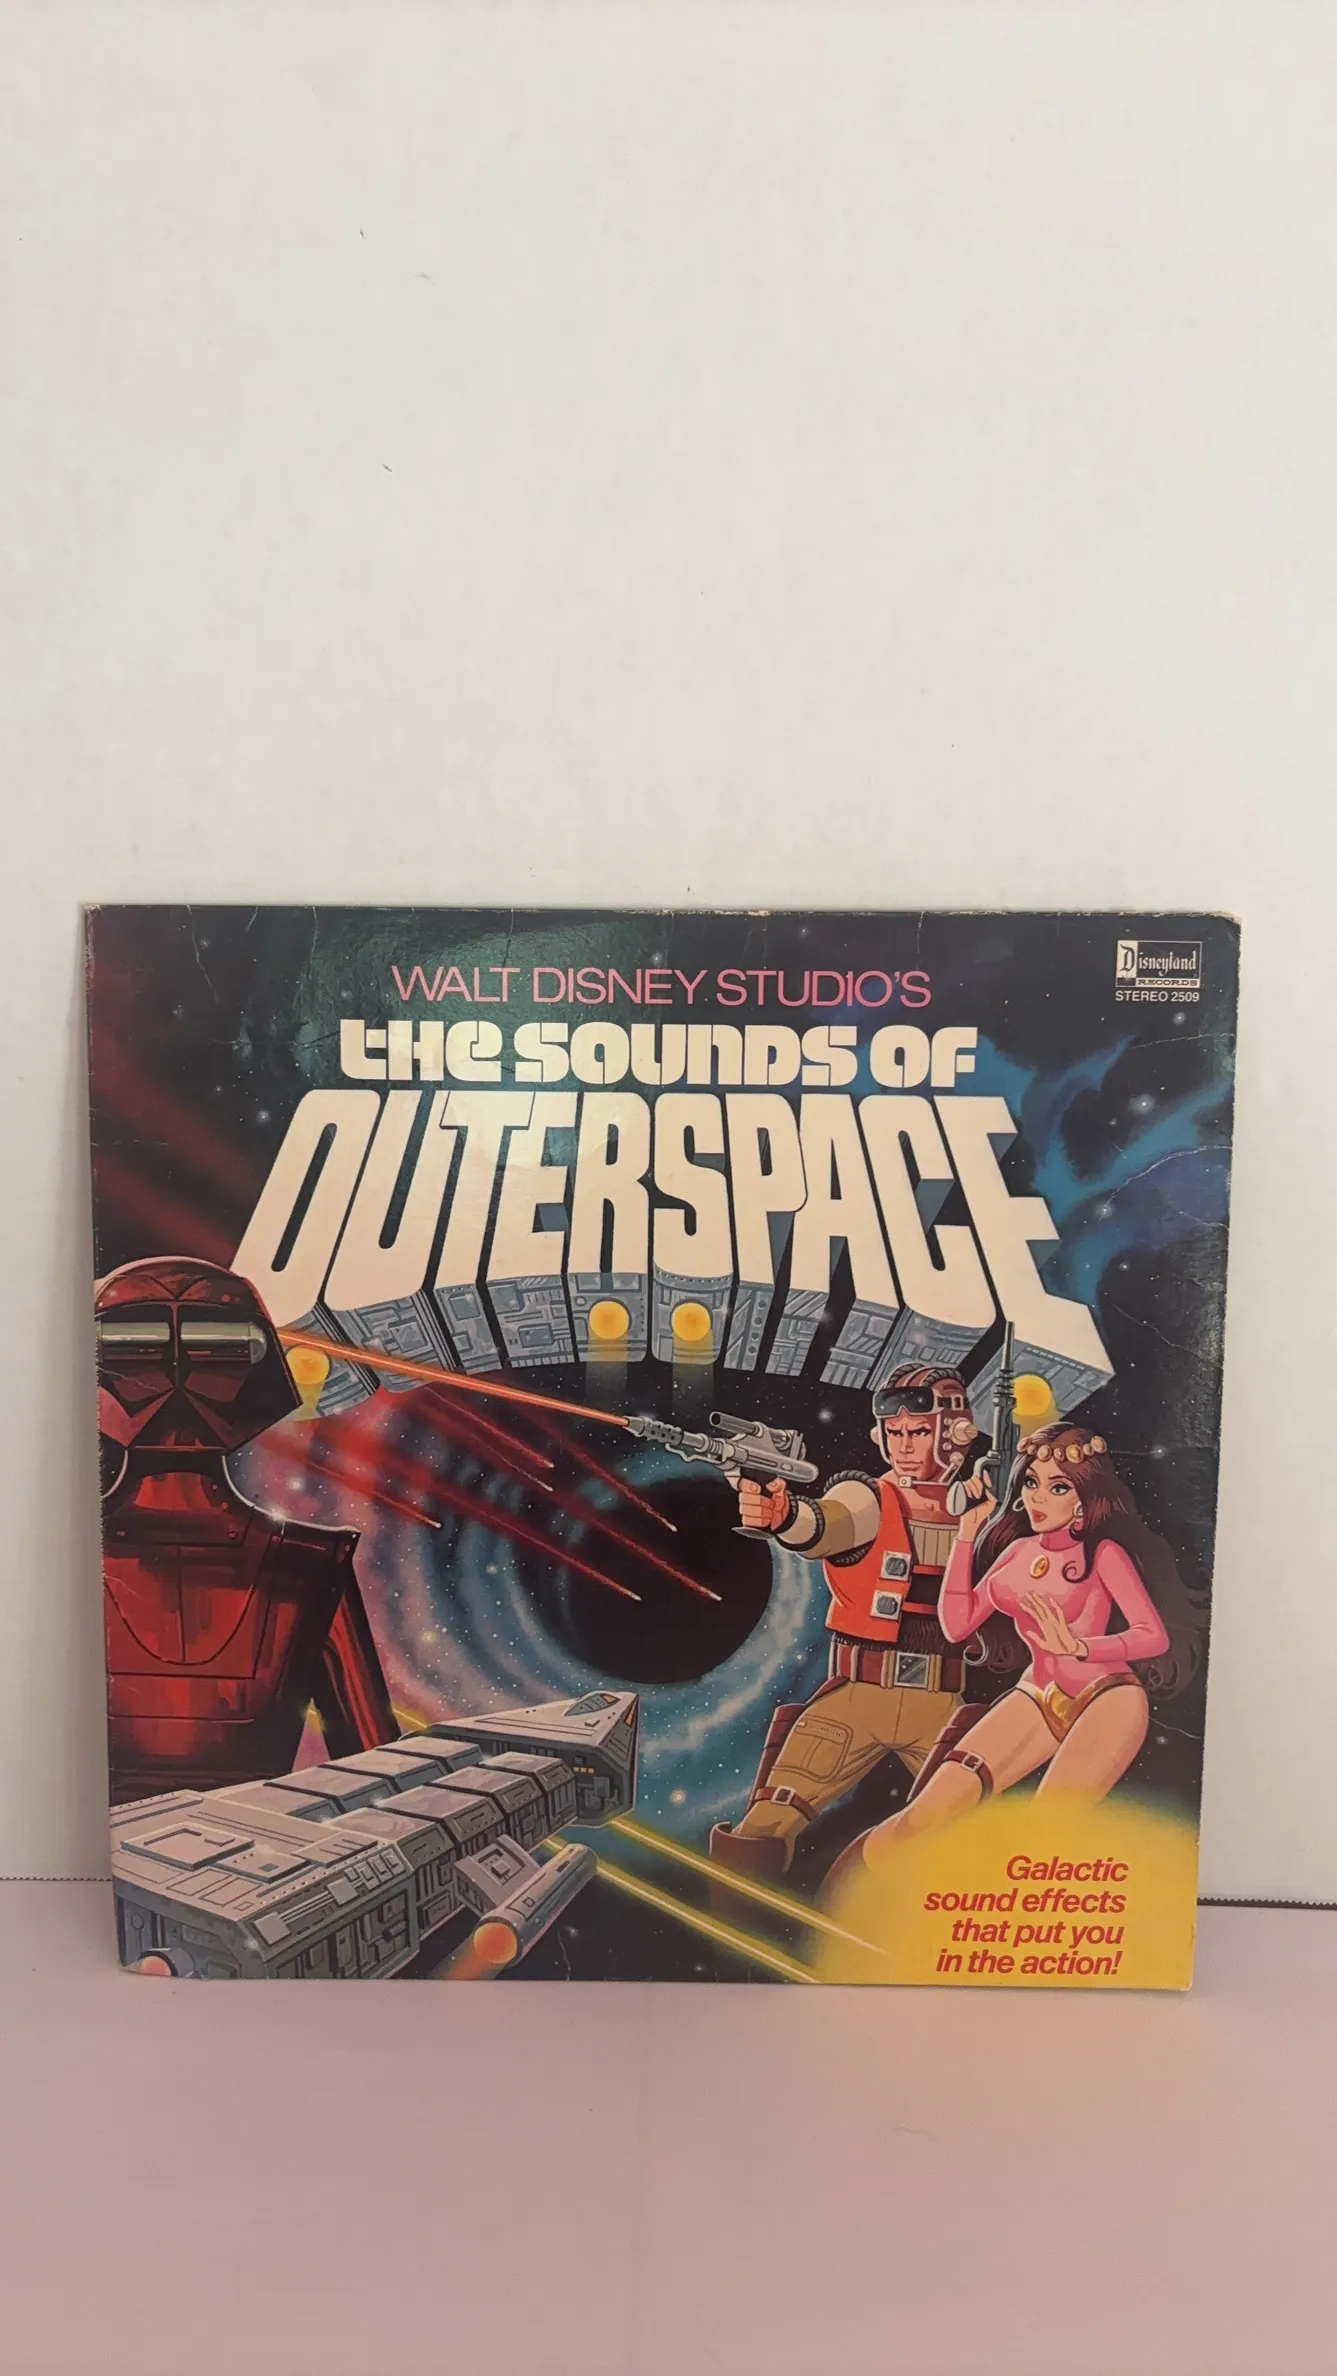 Disneyland
RECORDS
STEREO 2509
WALT DISNEY STUDIO'S
THE SOUNDS OF
OUTERSPACE
Galactic
sound effects
that put you
in the action!